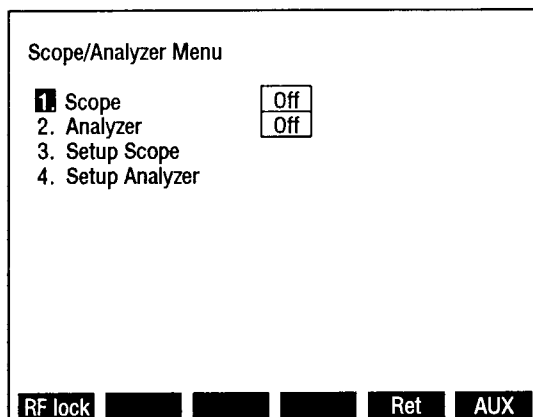 Scope/Analyzer Menu
1. Scope Off
2. Analyzer Off
3. Setup Scope
4. Setup Analyzer
RF lock Ret AUX